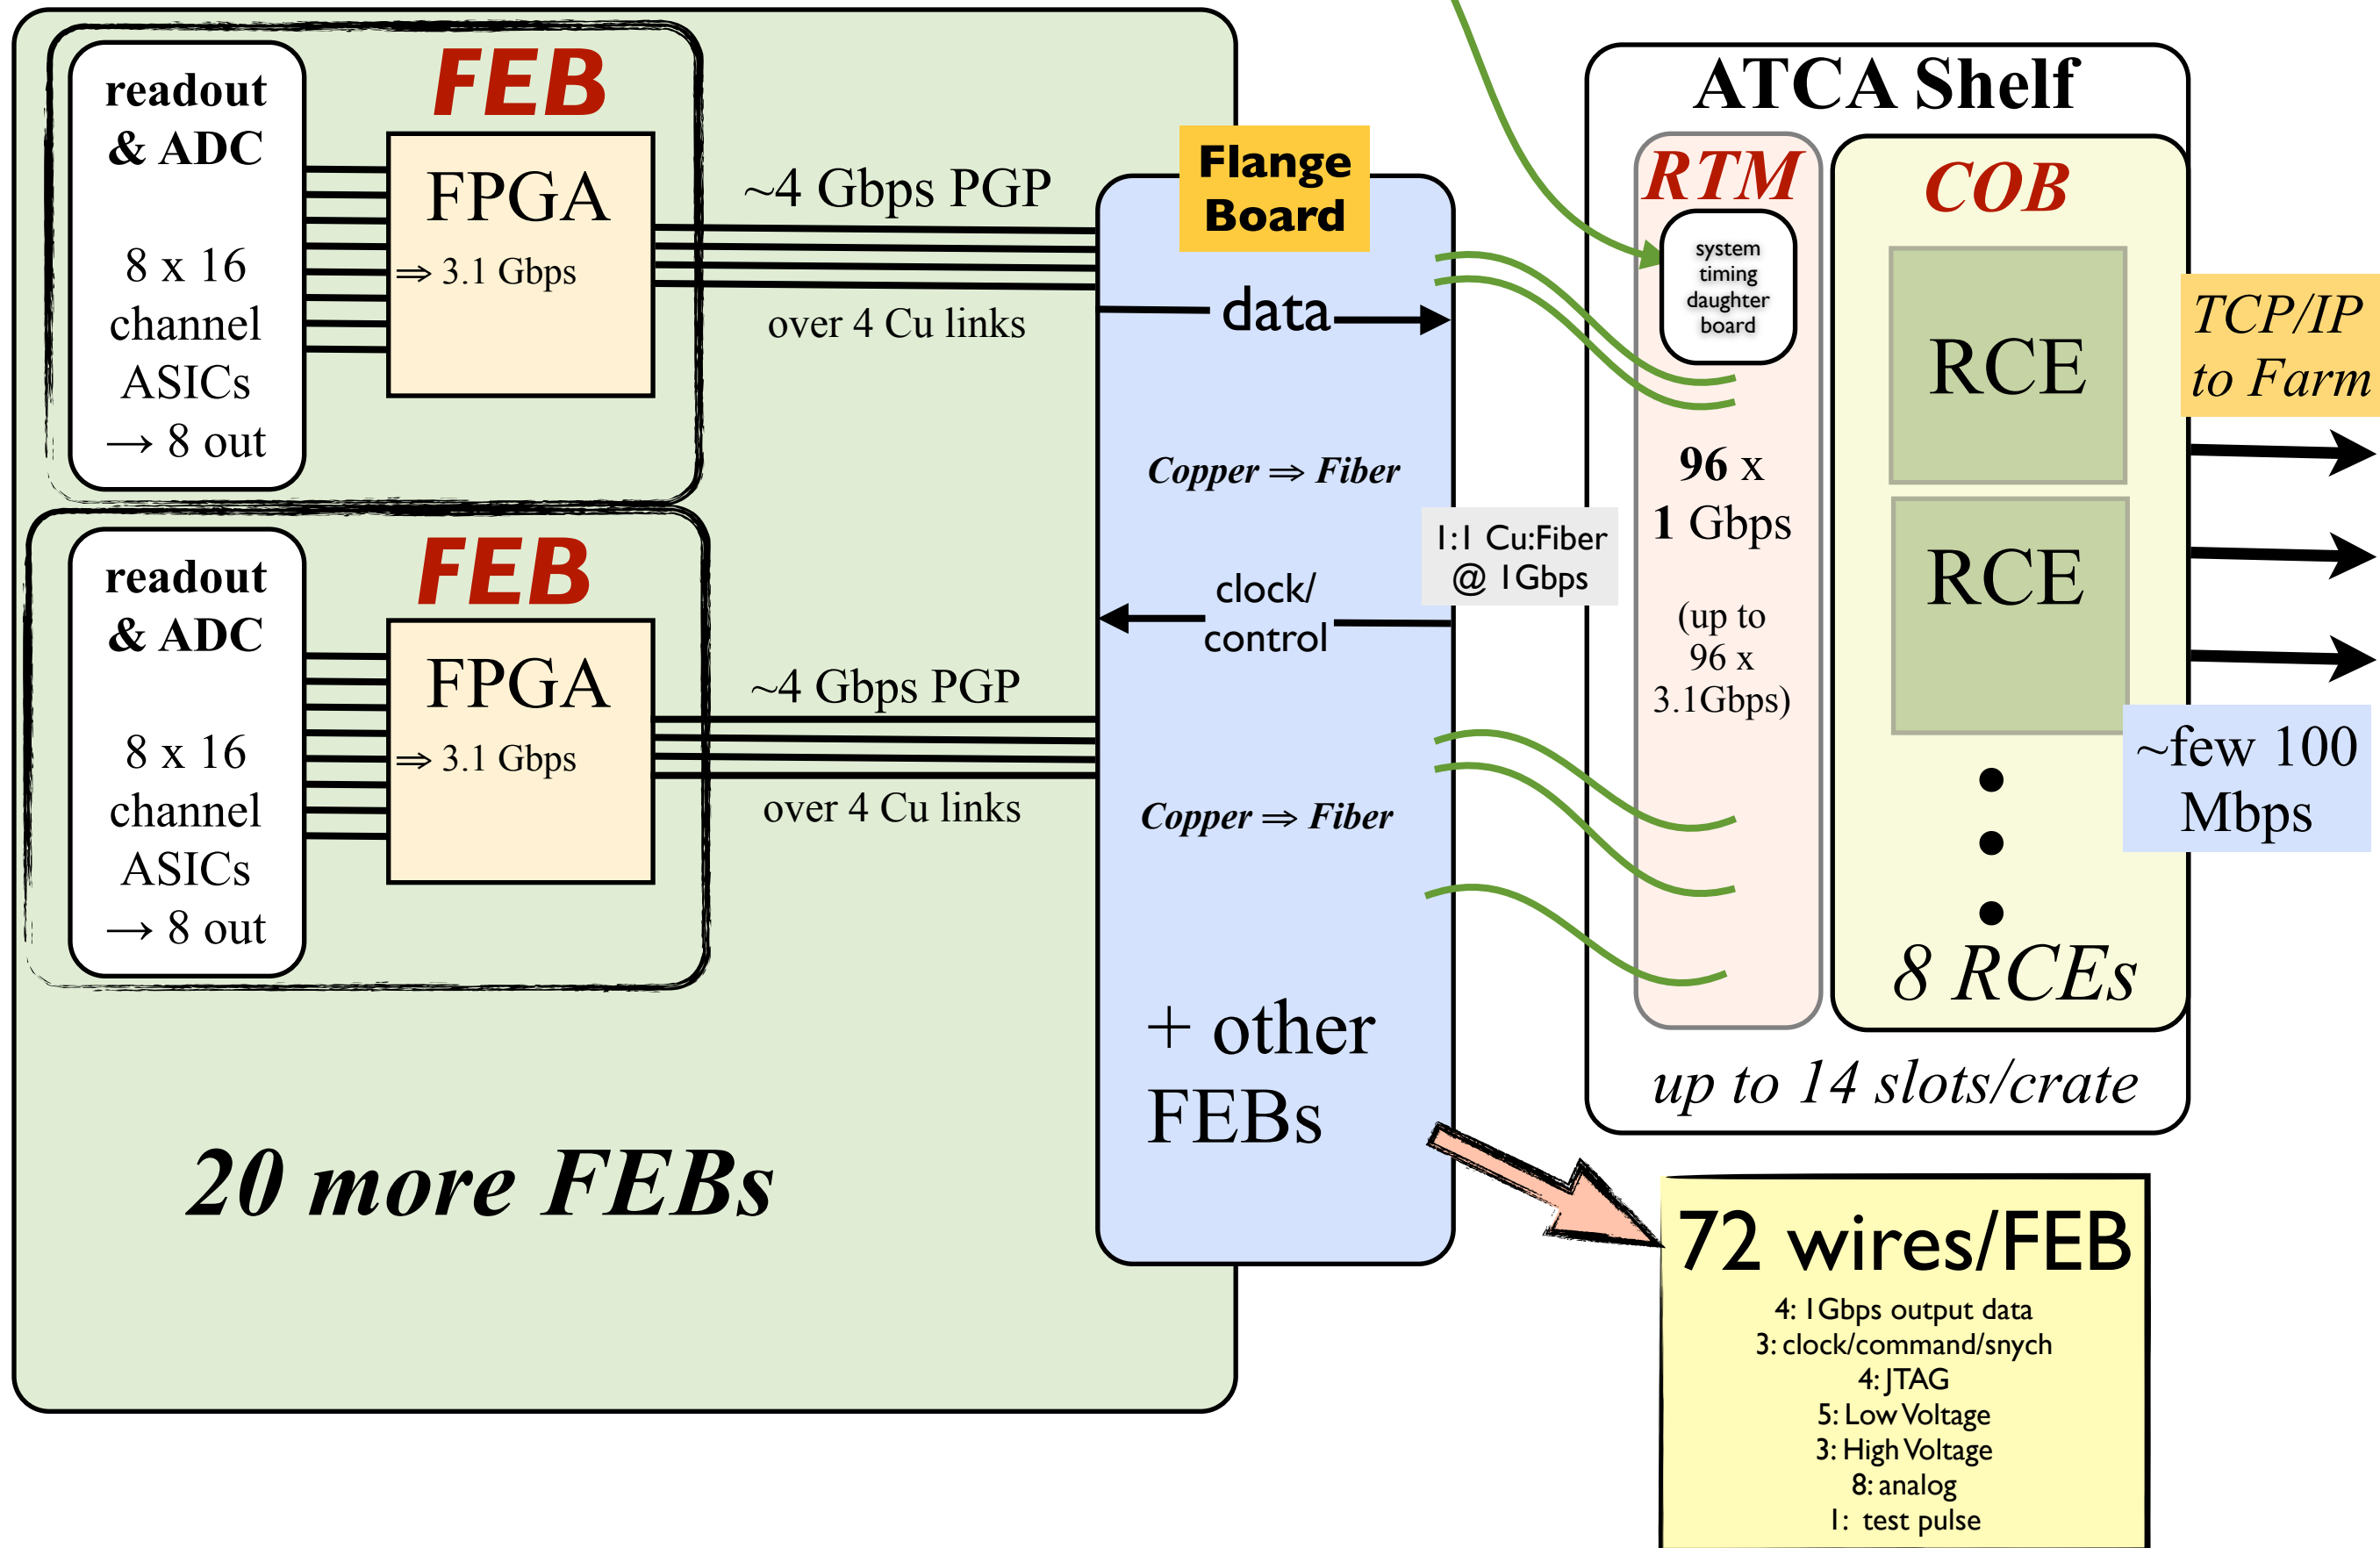 FEB
readout
& ADC
8 x 16
channel
ASICs
→ 8 out
FPGA
⇒ 3.1 Gbps
~4 Gbps PGP
over 4 Cu links
FEB
readout
& ADC
8 x 16
channel
ASICs
→ 8 out
FPGA
⇒ 3.1 Gbps
~4 Gbps PGP
over 4 Cu links
20 more FEBs
Flange
Board
data
Copper ⇒ Fiber
clock/
control
Copper ⇒ Fiber
+ other
FEBs
1:1 Cu:Fiber
@ 1Gbps
ATCA Shelf
RTM
system
timing
daughter
board
96 x
1 Gbps
(up to
96 x
3.1Gbps)
COB
RCE
RCE
8 RCEs
up to 14 slots/crate
TCP/IP
to Farm
~few 100
Mbps
72 wires/FEB
4: 1Gbps output data
3: clock/command/snych
4: JTAG
5: Low Voltage
3: High Voltage
8: analog
1: test pulse